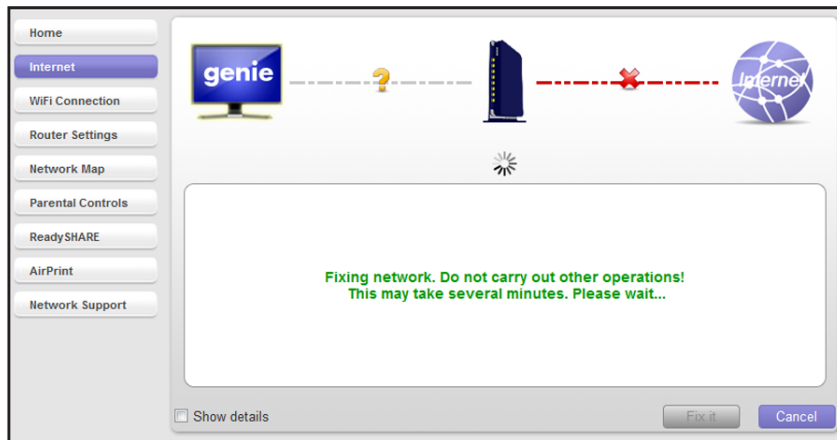 Home
Internet
WiFi Connection
Router Settings
Network Map
Parental Controls
ReadySHARE
AirPrint
Network Support
genie
?
Internet
Fixing network. Do not carry out other operations!
This may take several minutes. Please wait...
Show details
Fix it
Cancel